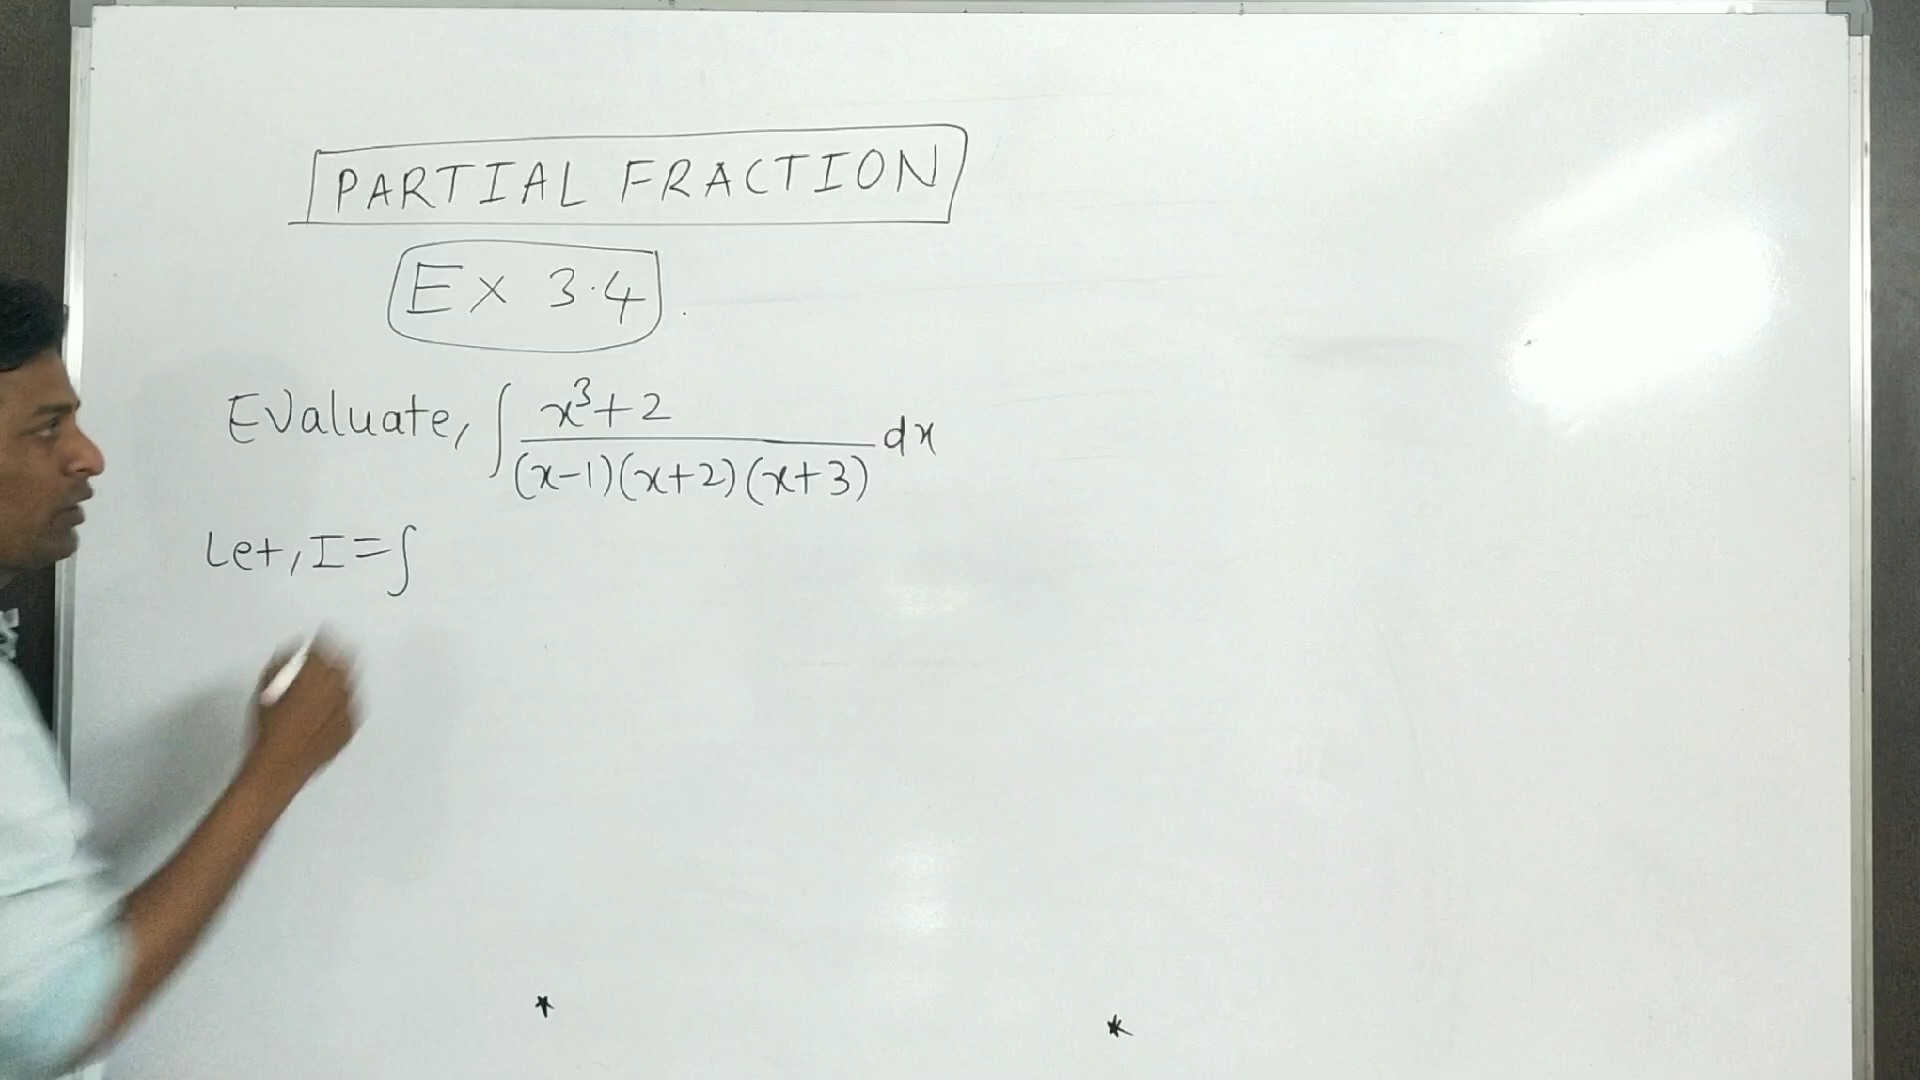 PARTIAL FRACTION
Ex 3.4
Evaluate, ∫ x³+2 / (x-1)(x+2)(x+3) dx
Let, I = ∫